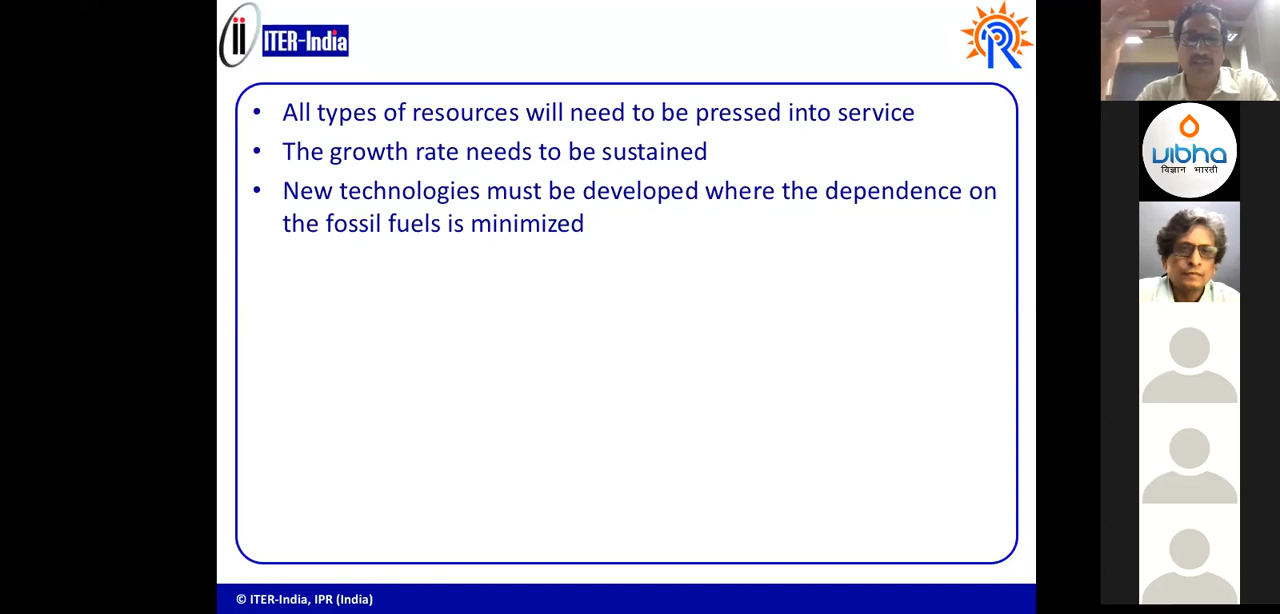 ii ITER-India
• All types of resources will need to be pressed into service
• The growth rate needs to be sustained
• New technologies must be developed where the dependence on
the fossil fuels is minimized
© ITER-India, IPR (India)
vibha
विज्ञान भारती